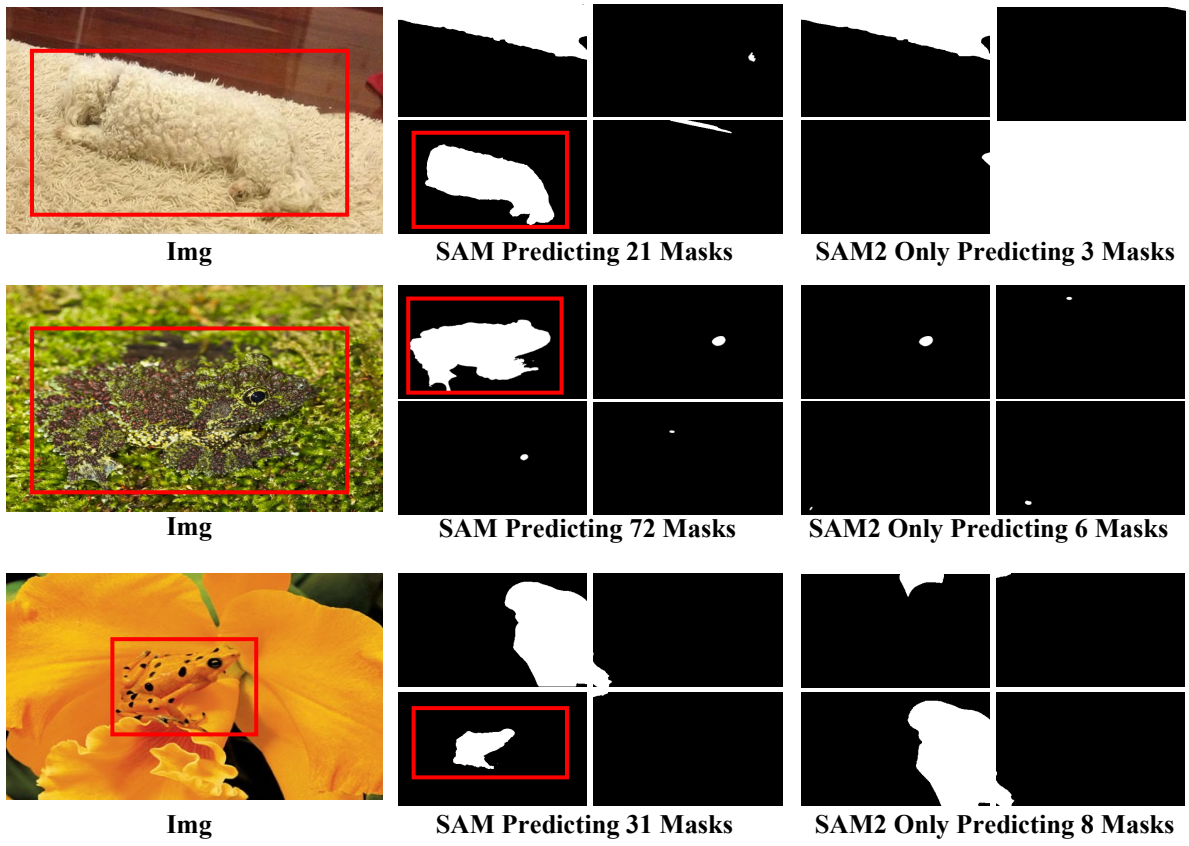 Img
SAM Predicting 21 Masks
SAM2 Only Predicting 3 Masks
Img
SAM Predicting 72 Masks
SAM2 Only Predicting 6 Masks
Img
SAM Predicting 31 Masks
SAM2 Only Predicting 8 Masks